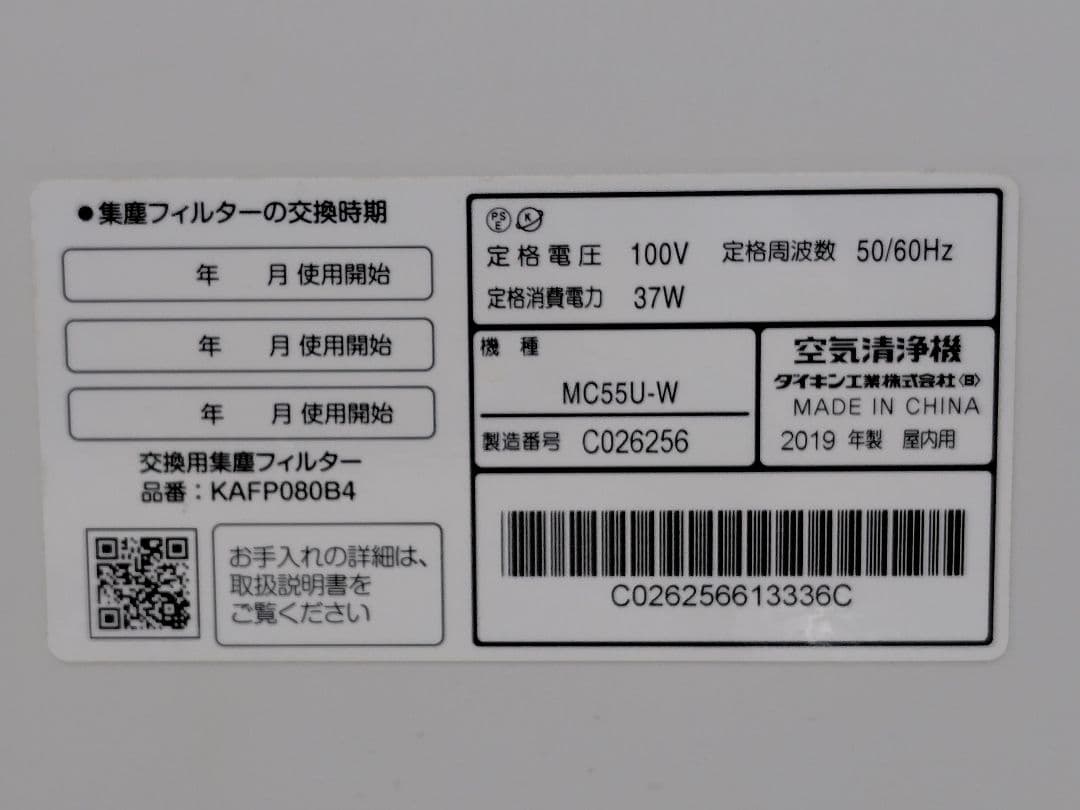 ●集塵フィルターの交換時期
年 月 使用開始
年 月 使用開始
年 月 使用開始
交換用集塵フィルター
品番：KAFP080B4
お手入れの詳細は、
取扱説明書を
ご覧ください
PS E K
定格電圧 100V 定格周波数 50/60Hz
定格消費電力 37W
機 種
MC55U-W
製造番号 C026256
空気清浄機
ダイキン工業株式会社〈日〉
MADE IN CHINA
2019 年製 屋内用
C026256613336C